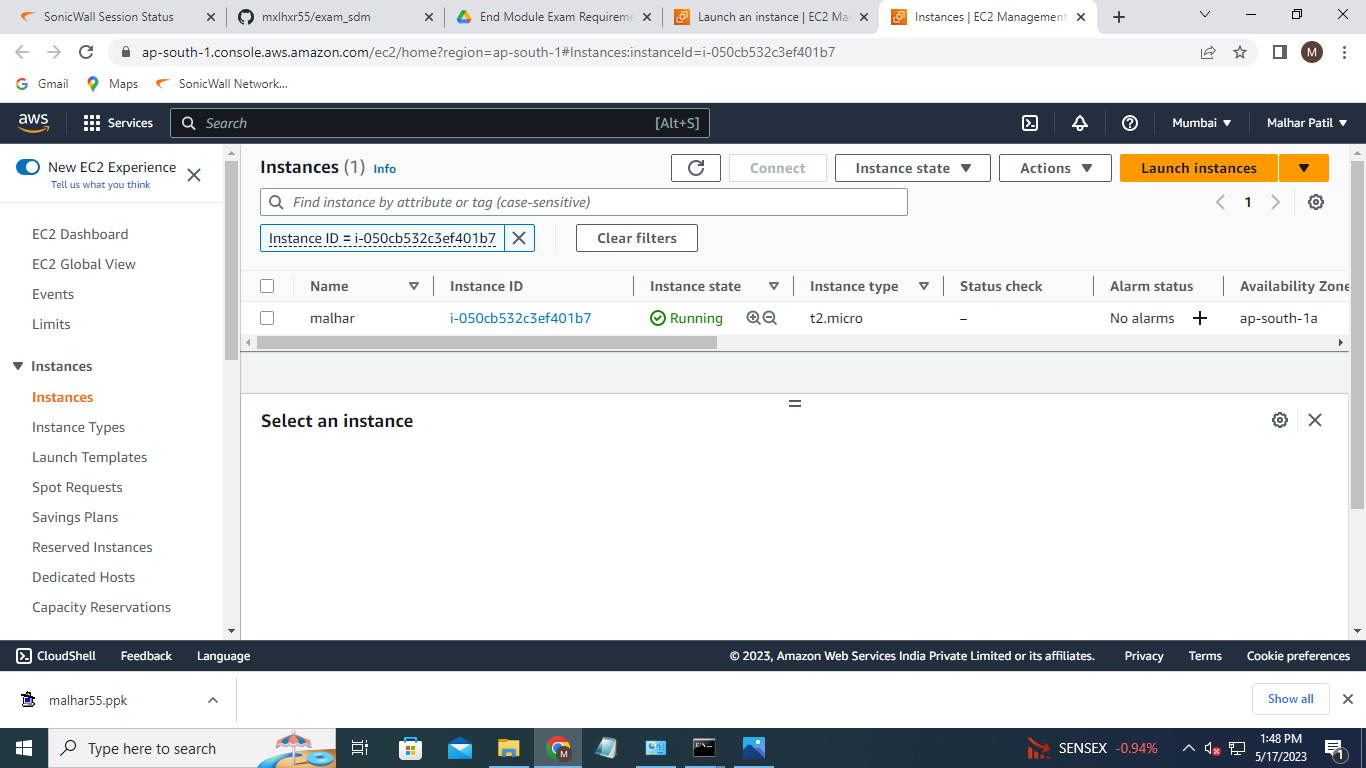 SonicWall Session Status
mxlhxr55/exam_sdm
End Module Exam Requireme
Launch an instance | EC2 Ma
Instances | EC2 Management
ap-south-1.console.aws.amazon.com/ec2/home?region=ap-south-1#Instances:instanceId=i-050cb532c3ef401b7
M
Gmail
Maps
SonicWall Network...
aws
Services
Search
[Alt+S]
Mumbai
Malhar Patil
New EC2 Experience
Tell us what you think
EC2 Dashboard
EC2 Global View
Events
Limits
Instances
Instances
Instance Types
Launch Templates
Spot Requests
Savings Plans
Reserved Instances
Dedicated Hosts
Capacity Reservations
Instances (1) Info
Connect
Instance state
Actions
Launch instances
Find instance by attribute or tag (case-sensitive)
1
Instance ID = i-050cb532c3ef401b7
Clear filters
Name Instance ID Instance state Instance type Status check Alarm status Availability Zone
malhar i-050cb532c3ef401b7 Running t2.micro – No alarms + ap-south-1a
Select an instance
CloudShell Feedback Language © 2023, Amazon Web Services India Private Limited or its affiliates. Privacy Terms Cookie preferences
malhar55.ppk
Show all
Type here to search
M
SENSEX -0.94%
1:48 PM
5/17/2023
1